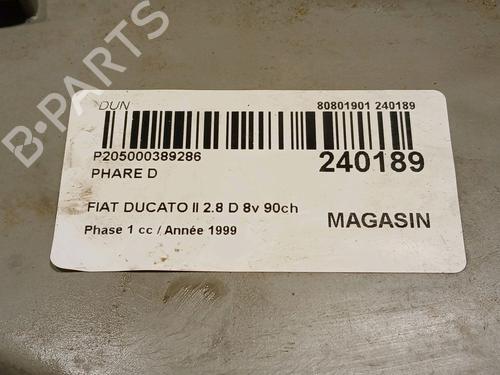 B-PARTS
DUN
80801901 240189
P205000389286
240189
PHARE D
FIAT DUCATO II 2.8 D 8v 90ch
MAGASIN
Phase 1 cc / Année 1999